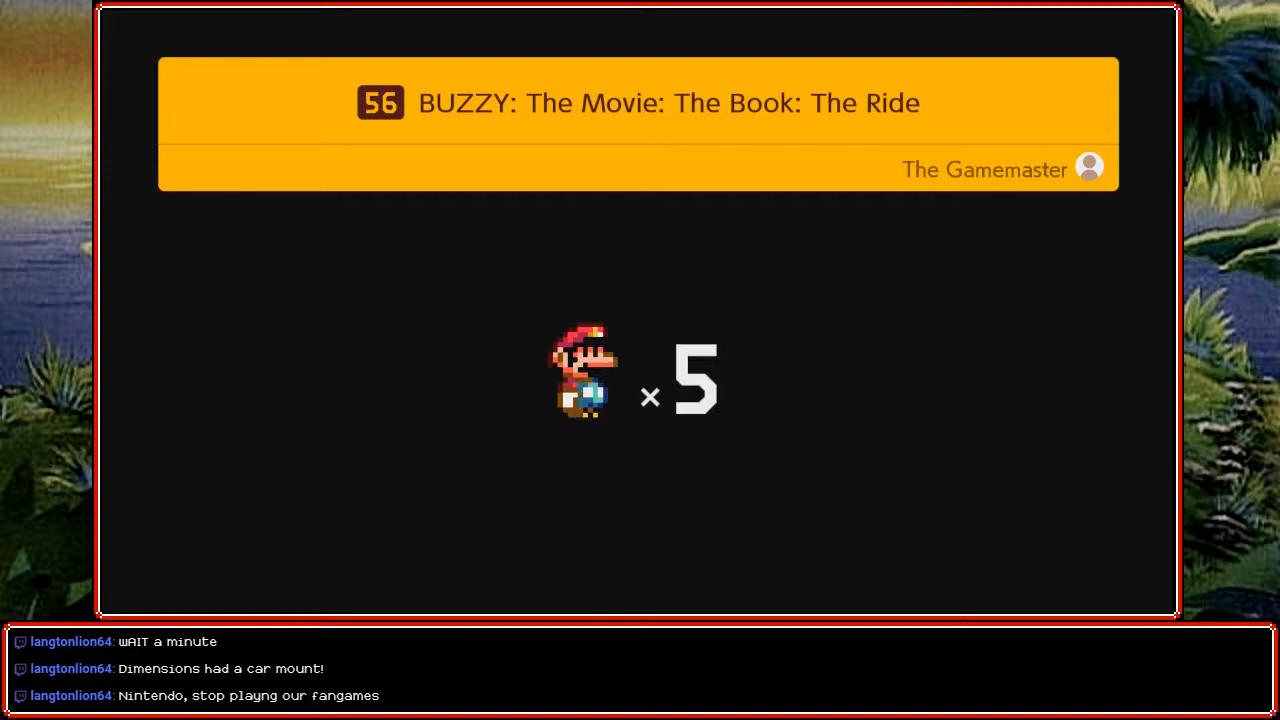 56 BUZZY: The Movie: The Book: The Ride
The Gamemaster
× 5
langtonlion64: WAIT a minute
langtonlion64: Dimensions had a car mount!
langtonlion64: Nintendo, stop playng our fangames